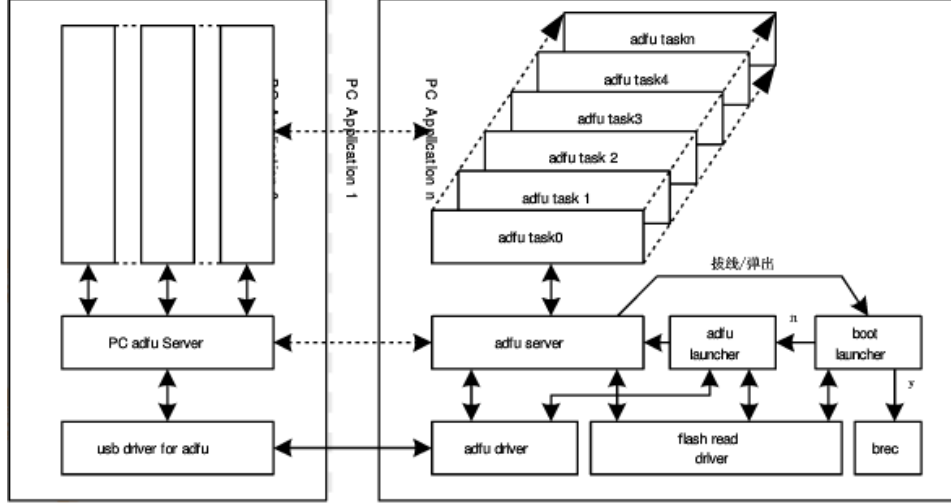 adfu taskn
adfu task4
adfu task3
adfu task 2
adfu task 1
adfu task0
PC Application 1
PC Application n
拔线/弹出
PC adfu Server
adfu server
adfu
launcher
n
boot
launcher
y
usb driver for adfu
adfu driver
flash read
driver
brec